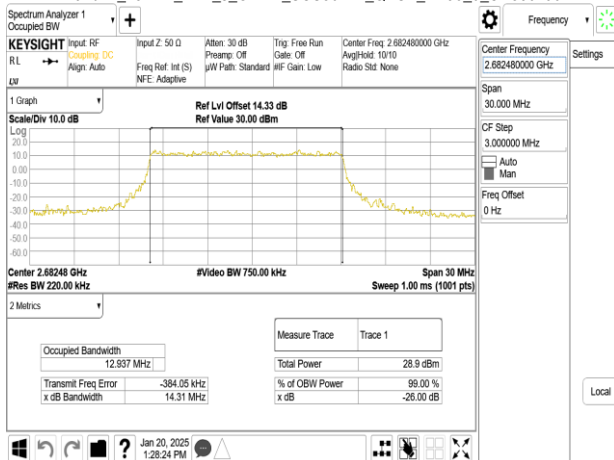 Spectrum Analyzer 1
Occupied BW
Frequency
KEYSIGHT
Input: RF
Coupling: DC
Align: Auto
Input Z: 50 Ω
Freq Ref: Int (S)
NFE: Adaptive
Atten: 30 dB
Preamp: Off
µW Path: Standard
Trig: Free Run
Gate: Off
#IF Gain: Low
Center Freq: 2.682480000 GHz
Avg|Hold: 10/10
Radio Std: None
RL
LXI
Center Frequency
2.682480000 GHz
Settings
Span
30.000 MHz
CF Step
3.000000 MHz
Auto
Man
Freq Offset
0 Hz
Local
1 Graph
Scale/Div 10.0 dB
Ref Lvl Offset 14.33 dB
Ref Value 30.00 dBm
Log
20.0
10.0
0.00
-10.0
-20.0
-30.0
-40.0
-50.0
-60.0
Center 2.68248 GHz
#Video BW 750.00 kHz
Span 30 MHz
#Res BW 220.00 kHz
Sweep 1.00 ms (1001 pts)
2 Metrics
Measure Trace Trace 1
Occupied Bandwidth
12.937 MHz
Total Power 28.9 dBm
Transmit Freq Error -384.05 kHz
% of OBW Power 99.00 %
x dB Bandwidth 14.31 MHz
x dB -26.00 dB
Jan 20, 2025
1:28:24 PM